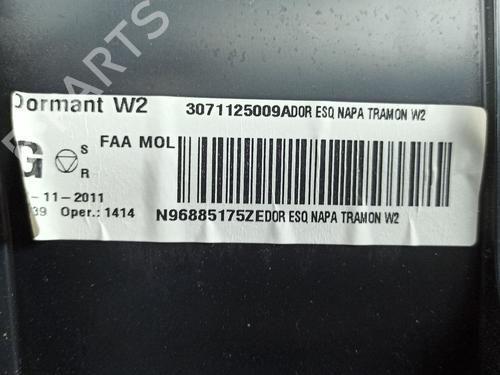 Dormant W2 3071125009ADOR ESQ NAPA TRAMON W2
G S R FAA MOL
-11-2011
39 Oper.: 1414 N96885175ZEDOR ESQ NAPA TRAMON W2
B-PARTS